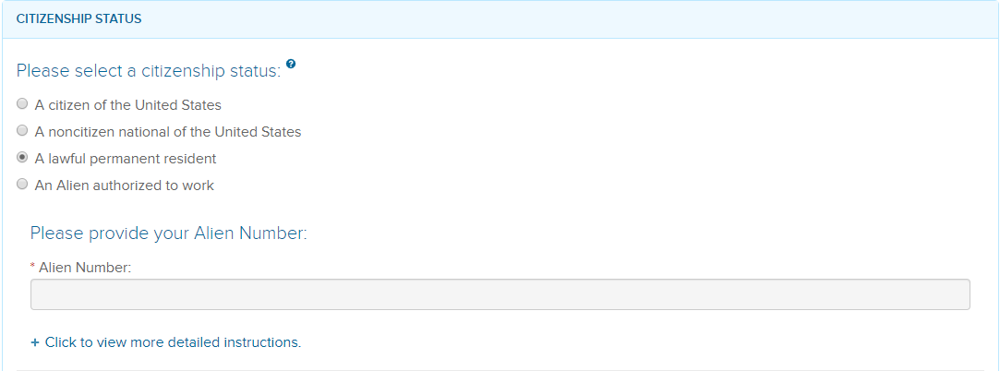 CITIZENSHIP STATUS
Please select a citizenship status: ?
A citizen of the United States
A noncitizen national of the United States
A lawful permanent resident
An Alien authorized to work
Please provide your Alien Number:
* Alien Number:
+ Click to view more detailed instructions.